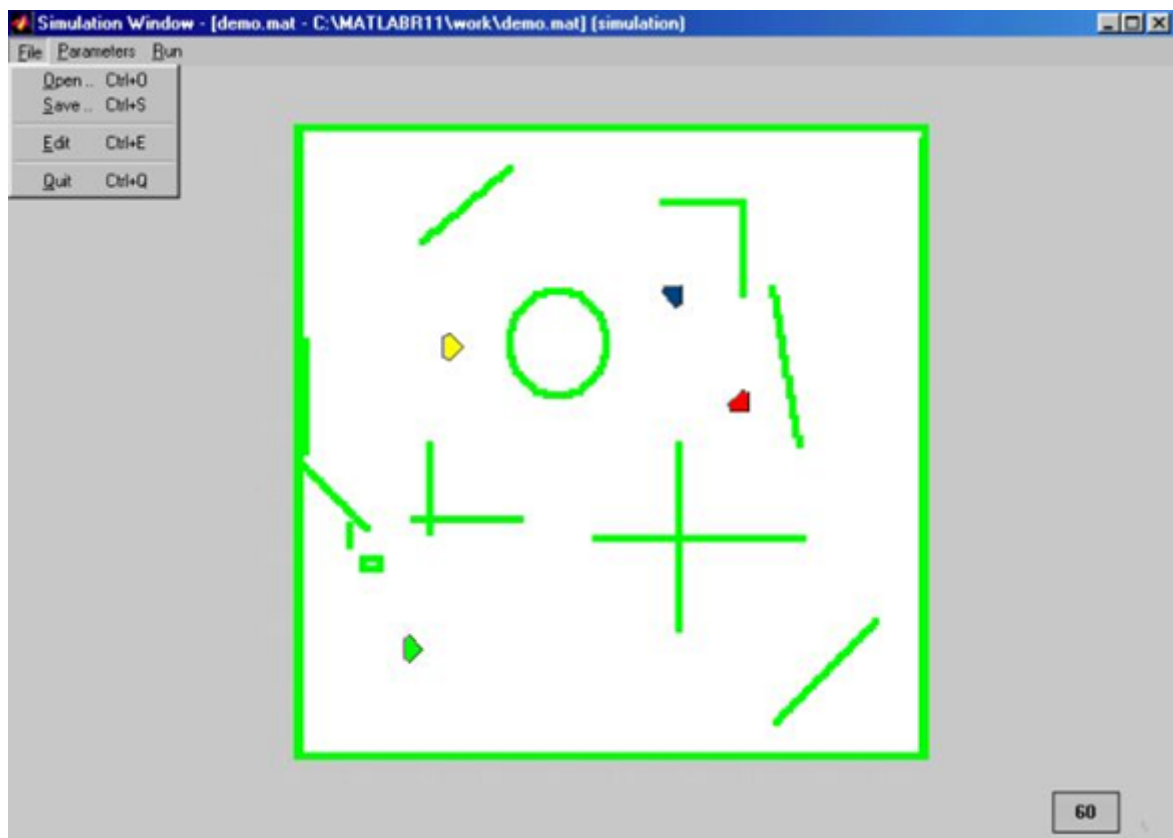 Simulation Window - [demo.mat - C:\MATLABR11\work\demo.mat] (simulation)
File Parameters Run
Open .. Ctrl+O
Save .. Ctrl+S
Edit Ctrl+E
Quit Ctrl+Q
60